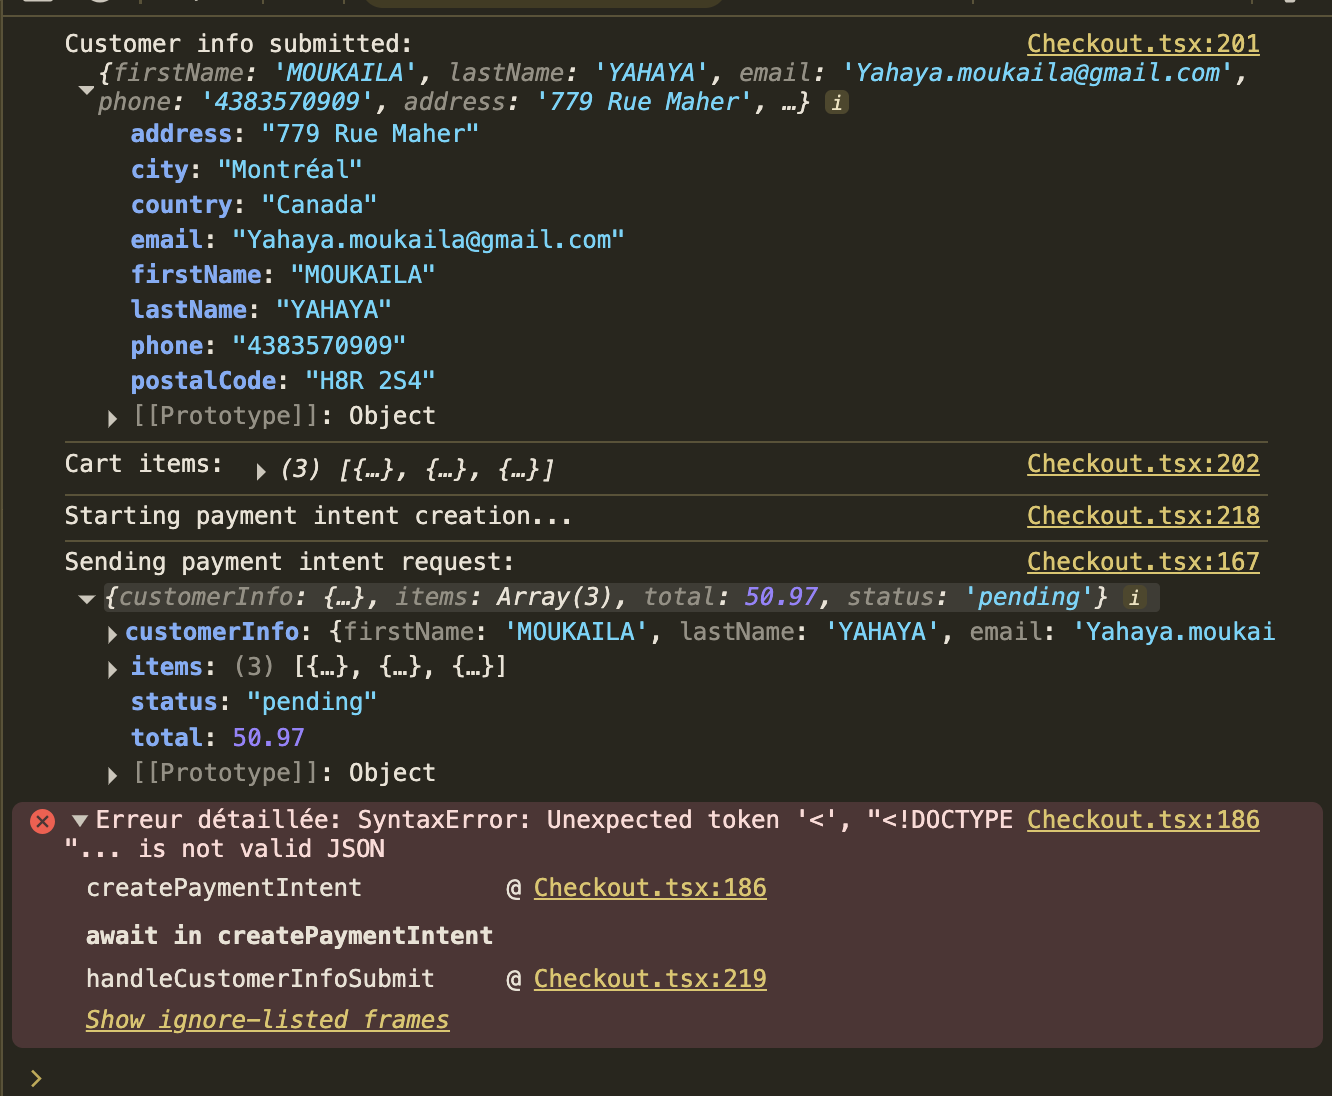 Customer info submitted: Checkout.tsx:201
{firstName: 'MOUKAILA', lastName: 'YAHAYA', email: 'Yahaya.moukaila@gmail.com',
phone: '4383570909', address: '779 Rue Maher', …} i
address: "779 Rue Maher"
city: "Montréal"
country: "Canada"
email: "Yahaya.moukaila@gmail.com"
firstName: "MOUKAILA"
lastName: "YAHAYA"
phone: "4383570909"
postalCode: "H8R 2S4"
[[Prototype]]: Object
Cart items: (3) [{…}, {…}, {…}] Checkout.tsx:202
Starting payment intent creation... Checkout.tsx:218
Sending payment intent request: Checkout.tsx:167
{customerInfo: {…}, items: Array(3), total: 50.97, status: 'pending'} i
customerInfo: {firstName: 'MOUKAILA', lastName: 'YAHAYA', email: 'Yahaya.moukai
items: (3) [{…}, {…}, {…}]
status: "pending"
total: 50.97
[[Prototype]]: Object
Erreur détaillée: SyntaxError: Unexpected token '<', "<!DOCTYPE Checkout.tsx:186
"... is not valid JSON
createPaymentIntent @ Checkout.tsx:186
await in createPaymentIntent
handleCustomerInfoSubmit @ Checkout.tsx:219
Show ignore-listed frames